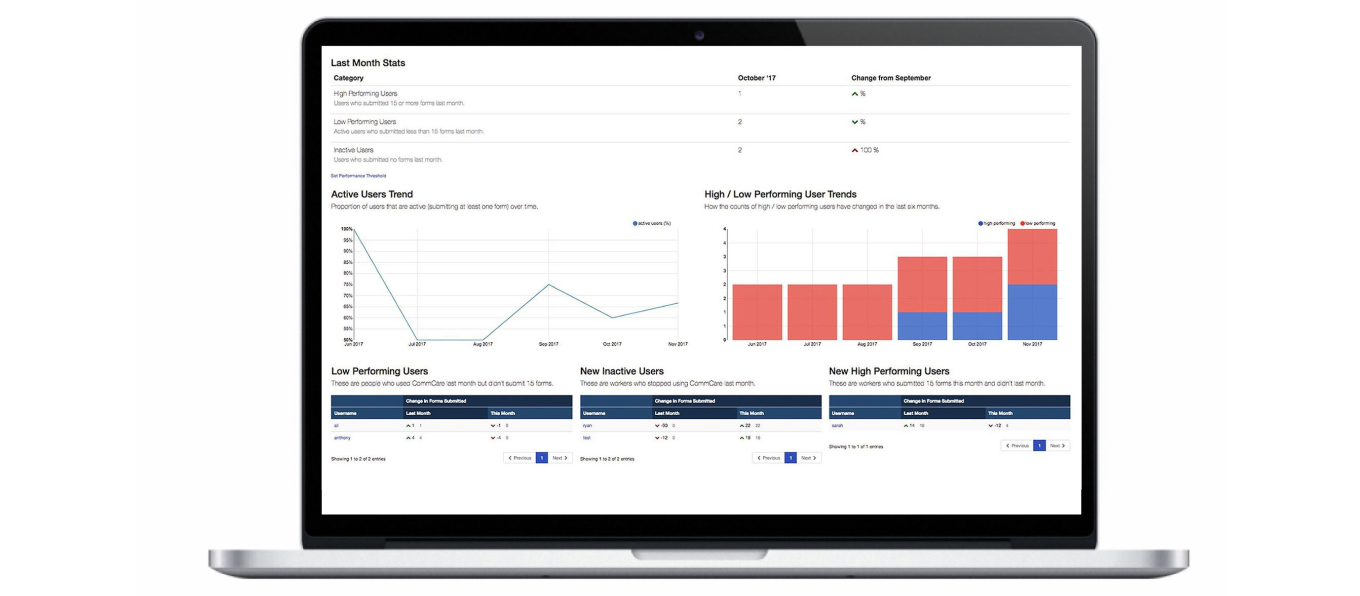 Last Month Stats
Category October '17 Change from September
High Performing Users 1 %
Users who submitted 15 or more forms last month.
Low Performing Users 2 %
Active users who submitted less than 15 forms last month.
Inactive Users 2 100 %
Users who submitted no forms last month.
Set Performance Threshold
Active Users Trend
Proportion of users that are active (submitting at least one form) over time.
active users (%)
100%
95%
90%
85%
80%
75%
70%
65%
60%
55%
50%
Jun 2017 Jul 2017 Aug 2017 Sep 2017 Oct 2017 Nov 2017
High / Low Performing User Trends
How the counts of high / low performing users have changed in the last six months.
high performing low performing
4
4
3
3
2
2
1
1
0
Jun 2017 Jul 2017 Aug 2017 Sep 2017 Oct 2017 Nov 2017
Low Performing Users
These are people who used CommCare last month but didn't submit 15 forms.
Change in Forms Submitted
Username Last Month This Month
ali 1 1 -1 0
anthony 4 4 -4 0
Showing 1 to 2 of 2 entries
Previous 1 Next
New Inactive Users
These are workers who stopped using CommCare last month.
Change in Forms Submitted
Username Last Month This Month
ryan -30 0 22 22
test -12 0 18 18
Showing 1 to 2 of 2 entries
Previous 1 Next
New High Performing Users
These are workers who submitted 15 forms this month and didn't last month.
Change in Forms Submitted
Username Last Month This Month
sarah 14 16 -12 4
Showing 1 to 1 of 1 entries
Previous 1 Next